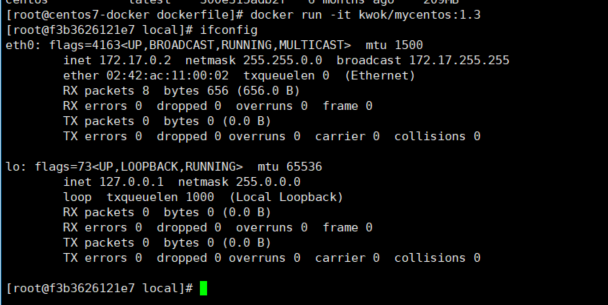 [root@centos7-docker dockerfile]# docker run -it kwok/mycentos:1.3
[root@f3b3626121e7 local]# ifconfig
eth0: flags=4163<UP,BROADCAST,RUNNING,MULTICAST>  mtu 1500
        inet 172.17.0.2  netmask 255.255.0.0  broadcast 172.17.255.255
        ether 02:42:ac:11:00:02  txqueuelen 0  (Ethernet)
        RX packets 8  bytes 656 (656.0 B)
        RX errors 0  dropped 0  overruns 0  frame 0
        TX packets 0  bytes 0 (0.0 B)
        TX errors 0  dropped 0 overruns 0  carrier 0  collisions 0

lo: flags=73<UP,LOOPBACK,RUNNING>  mtu 65536
        inet 127.0.0.1  netmask 255.0.0.0
        loop  txqueuelen 1000  (Local Loopback)
        RX packets 0  bytes 0 (0.0 B)
        RX errors 0  dropped 0  overruns 0  frame 0
        TX packets 0  bytes 0 (0.0 B)
        TX errors 0  dropped 0 overruns 0  carrier 0  collisions 0

[root@f3b3626121e7 local]#